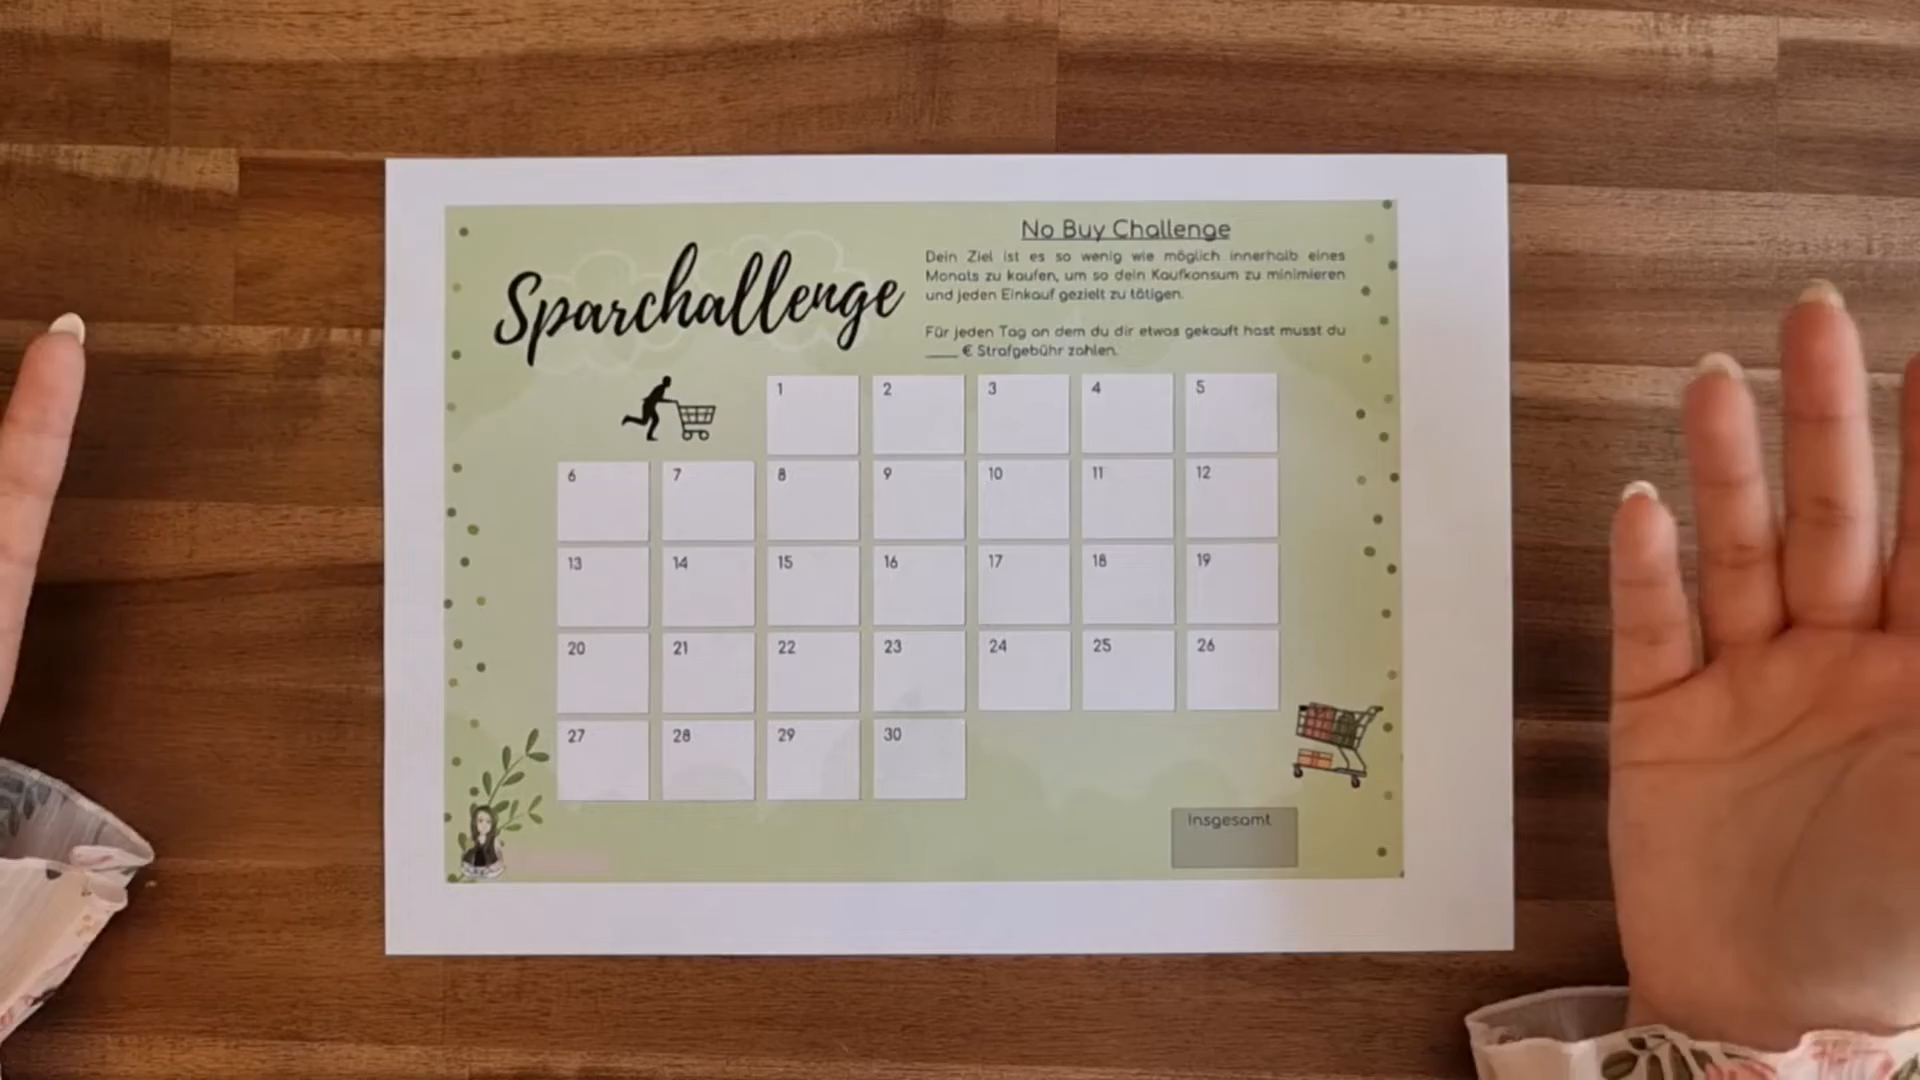 Sparchallenge
No Buy Challenge
Dein Ziel ist es so wenig wie möglich innerhalb eines
Monats zu kaufen, um so dein Kaufkonsum zu minimieren
und jeden Einkauf gezielt zu tätigen.
Für jeden Tag an dem du dir etwas gekauft hast musst du
____ € Strafgebühr zahlen.
1 2 3 4 5
6 7 8 9 10 11 12
13 14 15 16 17 18 19
20 21 22 23 24 25 26
27 28 29 30
Insgesamt